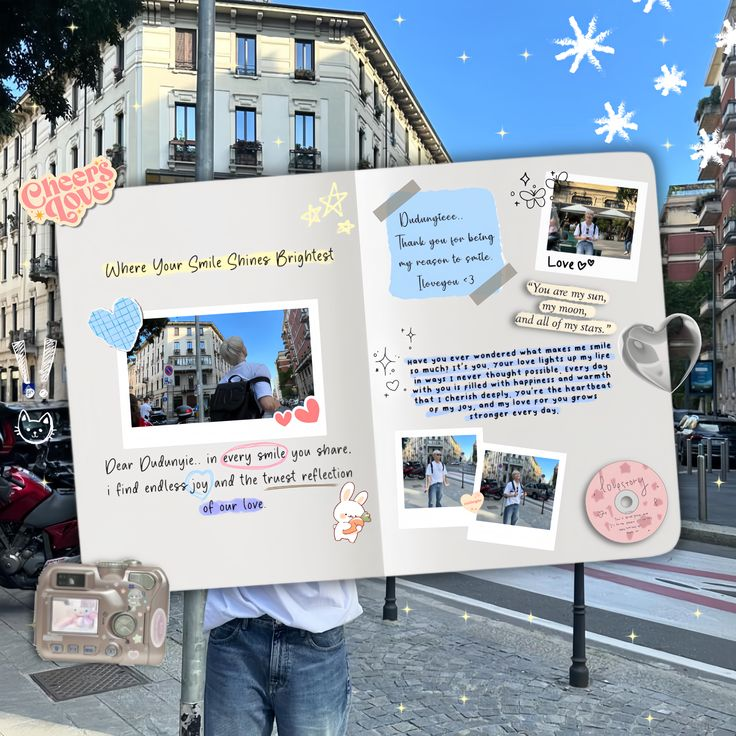 Cheers
Love
Where Your Smile Shines Brightest
Dear Dudunyie.. in every smile you share.
i find endless joy and the truest reflection
of our love.
Dudunyieee..
Thank you for being
my reason to smile.
Iloveyou <3
Love
“You are my sun,
my moon,
and all of my stars.”
Have you ever wondered what makes me smile
so much? It's you. Your love lights up my life
in ways I never thought possible. Every day
with you is filled with happiness and warmth
that I cherish deeply. you're the heartbeat
of my joy, and my love for you grows
stronger every day.
lovestory